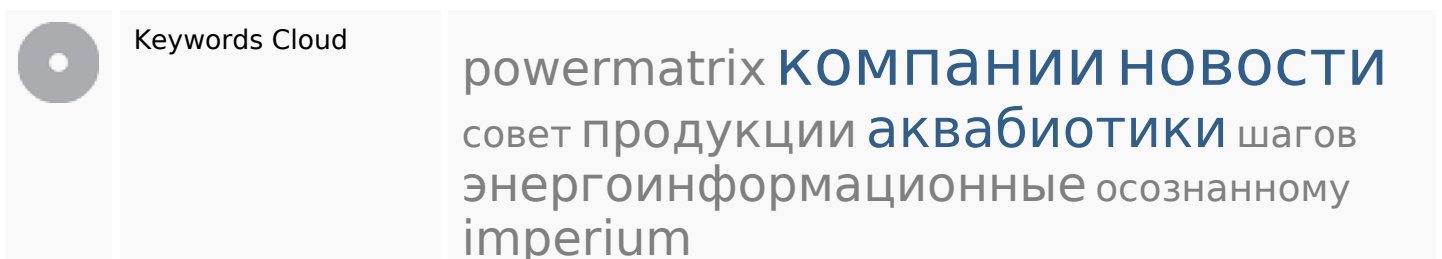 Keywords Cloud
powermatrix компании новости
совет продукции аквабиотики шагов
энергоинформационные осознанному
imperium